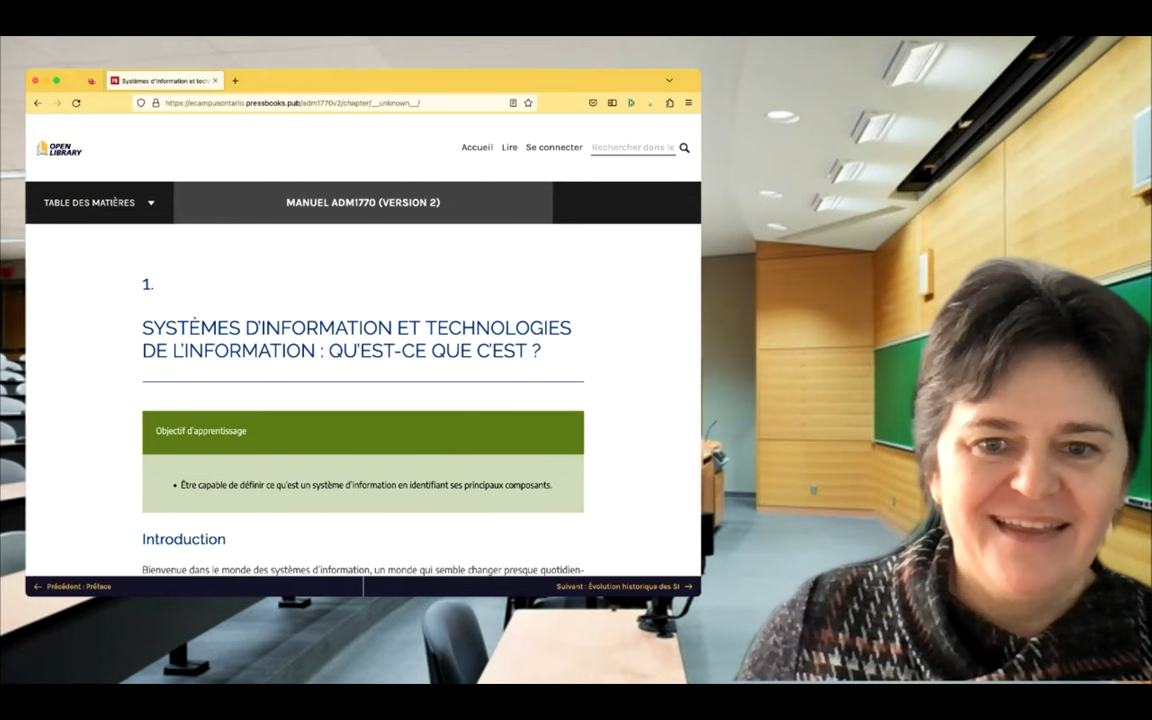 Systèmes d'information et tech
https://ecampusontario.pressbooks.pub/adm1770v2/chapter/__unknown__/
OPEN
LIBRARY
Accueil Lire Se connecter Rechercher dans le
TABLE DES MATIÈRES
MANUEL ADM1770 (VERSION 2)
1.
SYSTÈMES D'INFORMATION ET TECHNOLOGIES
DE L'INFORMATION : QU'EST-CE QUE C'EST ?
Objectif d'apprentissage
• Être capable de définir ce qu'est un système d'information en identifiant ses principaux composants.
Introduction
Bienvenue dans le monde des systèmes d'information, un monde qui semble changer presque quotidien-
← Précédent : Préface
Suivant : Évolution historique des SI →